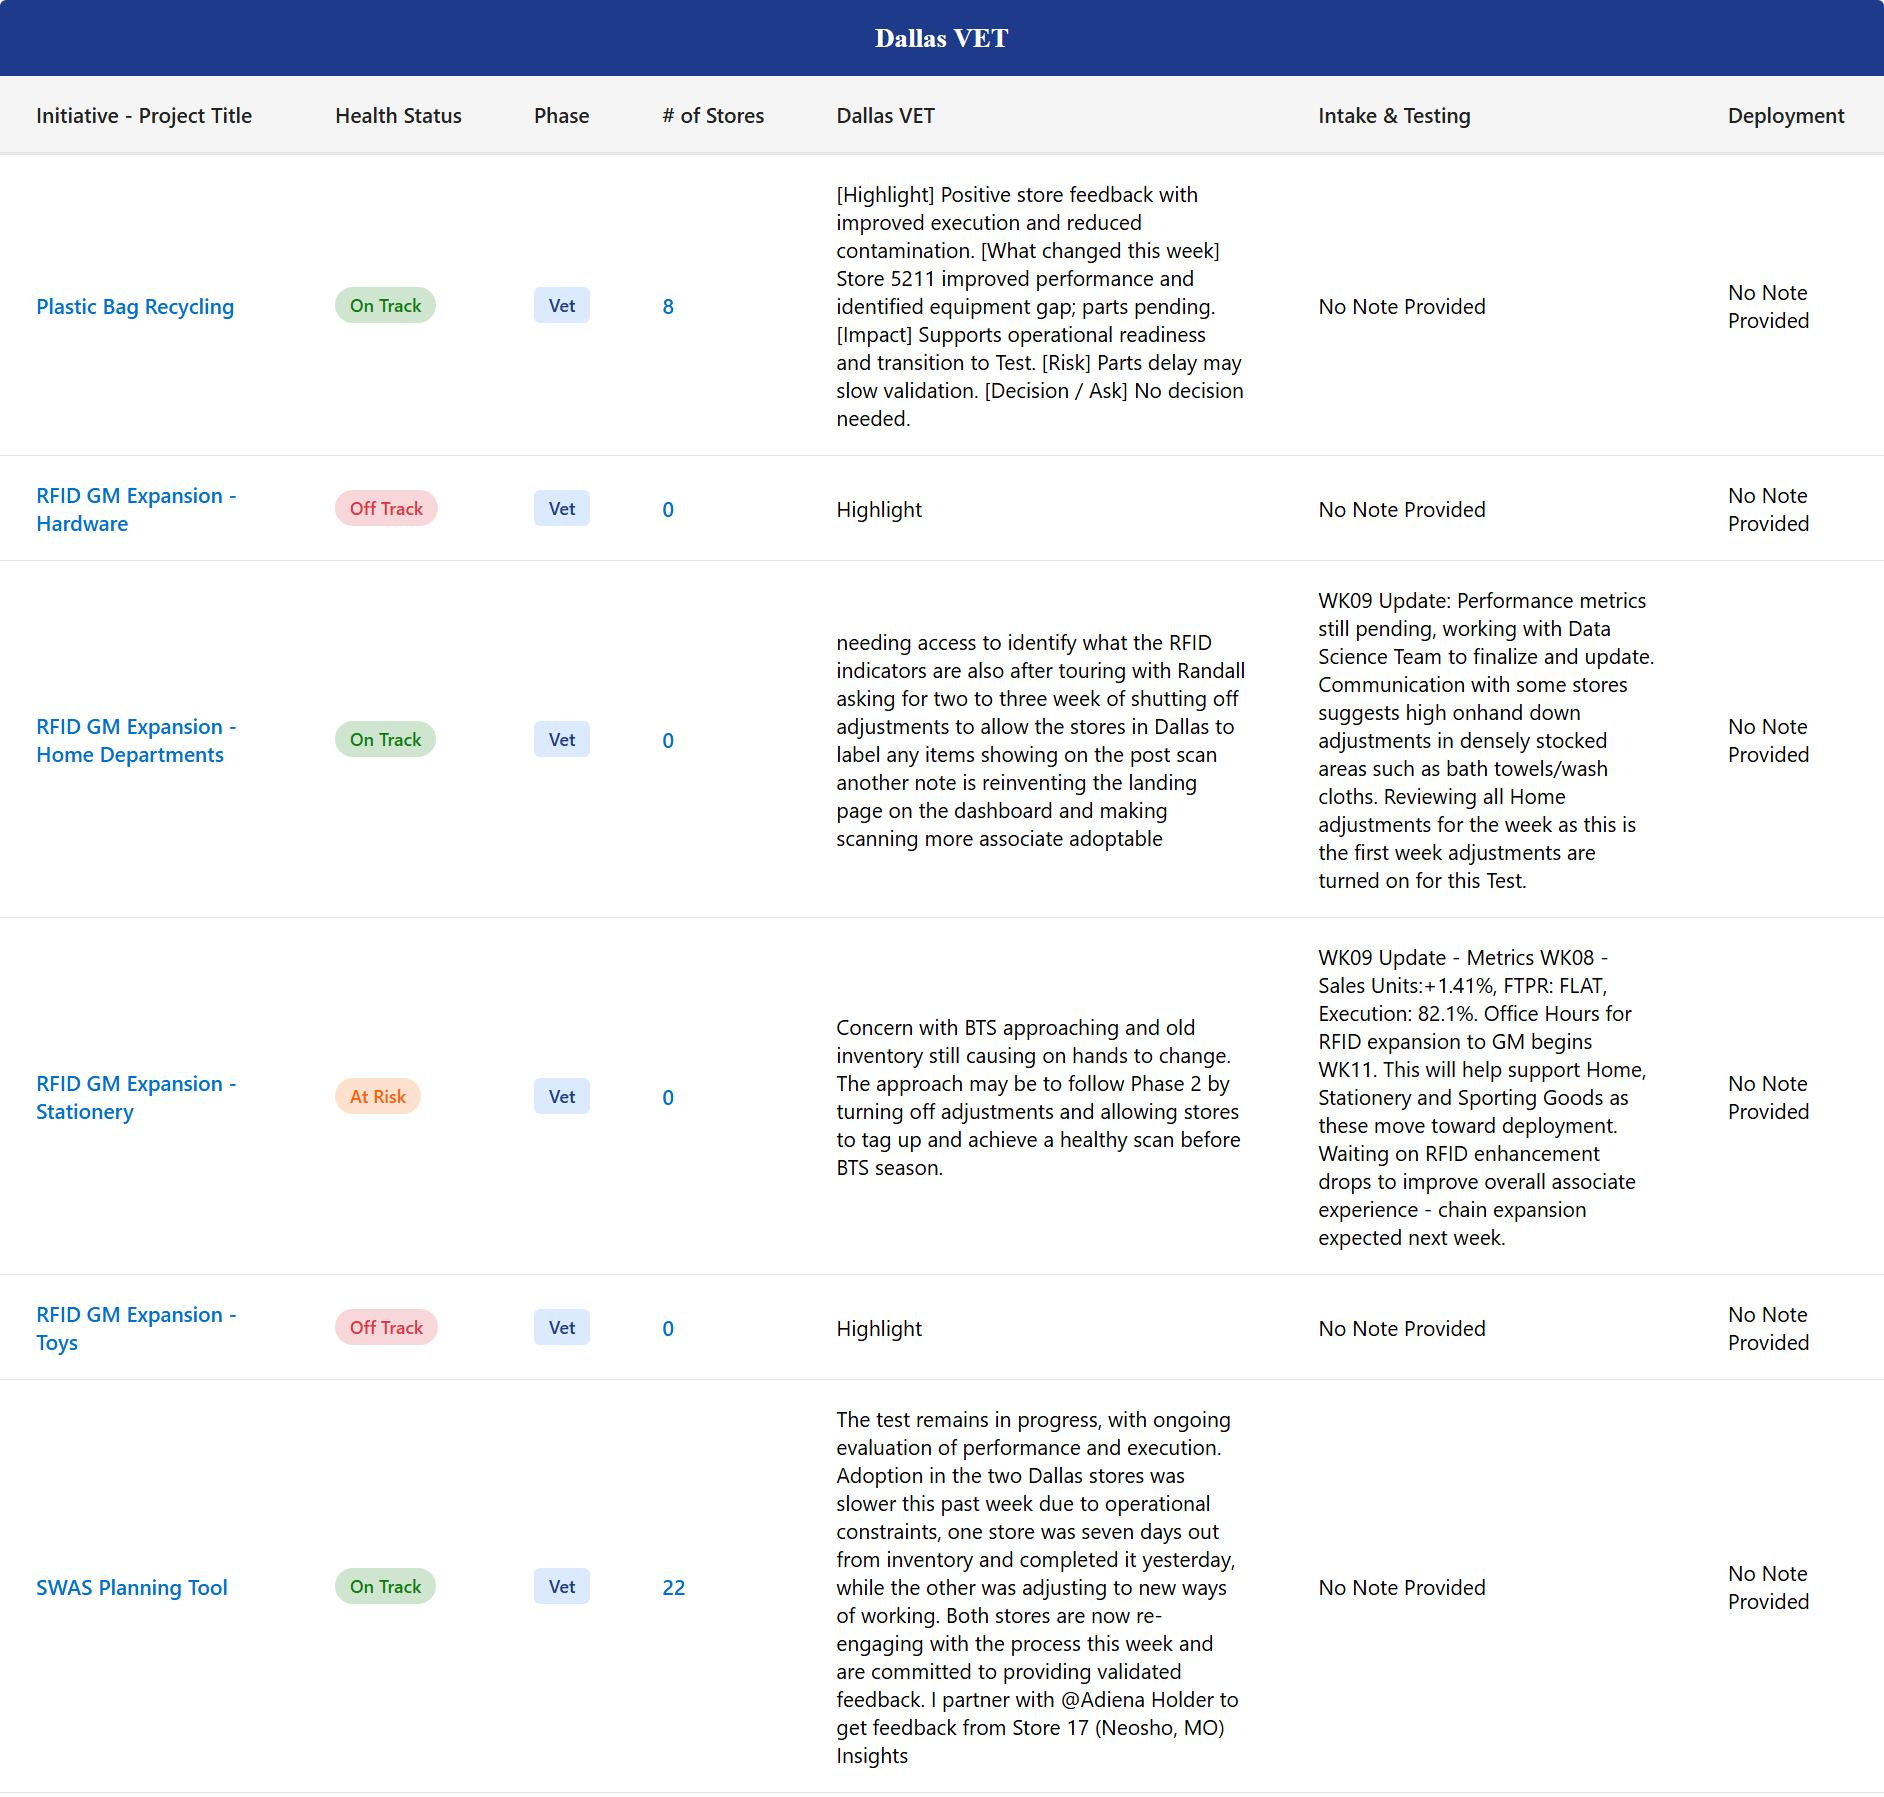 Dallas VET
Initiative - Project Title
Health Status
Phase
# of Stores
Dallas VET
Intake & Testing
Deployment
Plastic Bag Recycling
On Track
Vet
8
[Highlight] Positive store feedback with
improved execution and reduced
contamination. [What changed this week]
Store 5211 improved performance and
identified equipment gap; parts pending.
[Impact] Supports operational readiness
and transition to Test. [Risk] Parts delay may
slow validation. [Decision / Ask] No decision
needed.
No Note Provided
No Note
Provided
RFID GM Expansion -
Hardware
Off Track
Vet
0
Highlight
No Note Provided
No Note
Provided
RFID GM Expansion -
Home Departments
On Track
Vet
0
needing access to identify what the RFID
indicators are also after touring with Randall
asking for two to three week of shutting off
adjustments to allow the stores in Dallas to
label any items showing on the post scan
another note is reinventing the landing
page on the dashboard and making
scanning more associate adoptable
WK09 Update: Performance metrics
still pending, working with Data
Science Team to finalize and update.
Communication with some stores
suggests high onhand down
adjustments in densely stocked
areas such as bath towels/wash
cloths. Reviewing all Home
adjustments for the week as this is
the first week adjustments are
turned on for this Test.
No Note
Provided
RFID GM Expansion -
Stationery
At Risk
Vet
0
Concern with BTS approaching and old
inventory still causing on hands to change.
The approach may be to follow Phase 2 by
turning off adjustments and allowing stores
to tag up and achieve a healthy scan before
BTS season.
WK09 Update - Metrics WK08 -
Sales Units:+1.41%, FTPR: FLAT,
Execution: 82.1%. Office Hours for
RFID expansion to GM begins
WK11. This will help support Home,
Stationery and Sporting Goods as
these move toward deployment.
Waiting on RFID enhancement
drops to improve overall associate
experience - chain expansion
expected next week.
No Note
Provided
RFID GM Expansion -
Toys
Off Track
Vet
0
Highlight
No Note Provided
No Note
Provided
SWAS Planning Tool
On Track
Vet
22
The test remains in progress, with ongoing
evaluation of performance and execution.
Adoption in the two Dallas stores was
slower this past week due to operational
constraints, one store was seven days out
from inventory and completed it yesterday,
while the other was adjusting to new ways
of working. Both stores are now re-
engaging with the process this week and
are committed to providing validated
feedback. I partner with @Adiena Holder to
get feedback from Store 17 (Neosho, MO)
Insights
No Note Provided
No Note
Provided